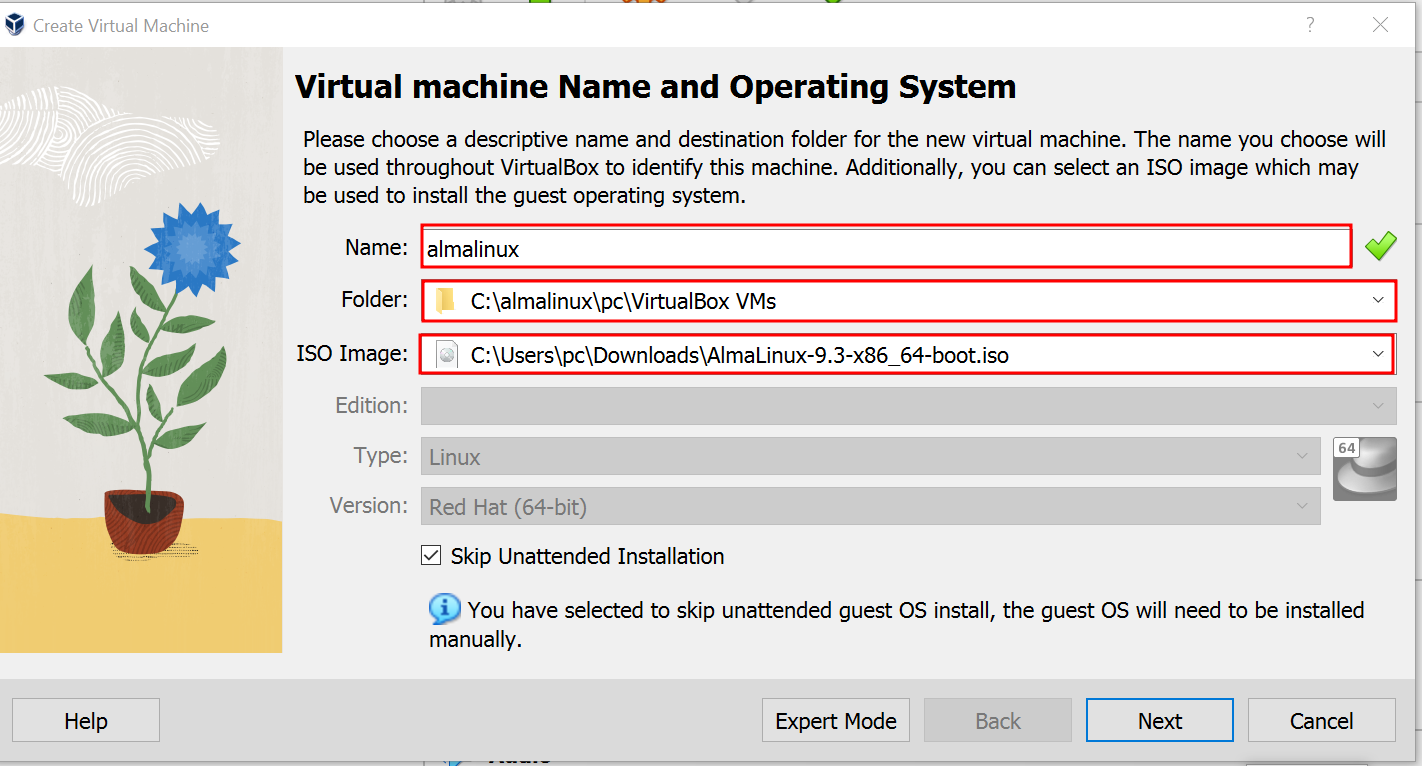 Create Virtual Machine
?
Virtual machine Name and Operating System
Please choose a descriptive name and destination folder for the new virtual machine. The name you choose will
be used throughout VirtualBox to identify this machine. Additionally, you can select an ISO image which may
be used to install the guest operating system.
Name: almalinux
Folder: C:\almalinux\pc\VirtualBox VMs
ISO Image: C:\Users\pc\Downloads\AlmaLinux-9.3-x86_64-boot.iso
Edition:
Type: Linux
64
Version: Red Hat (64-bit)
Skip Unattended Installation
You have selected to skip unattended guest OS install, the guest OS will need to be installed
manually.
Help Expert Mode Back Next Cancel